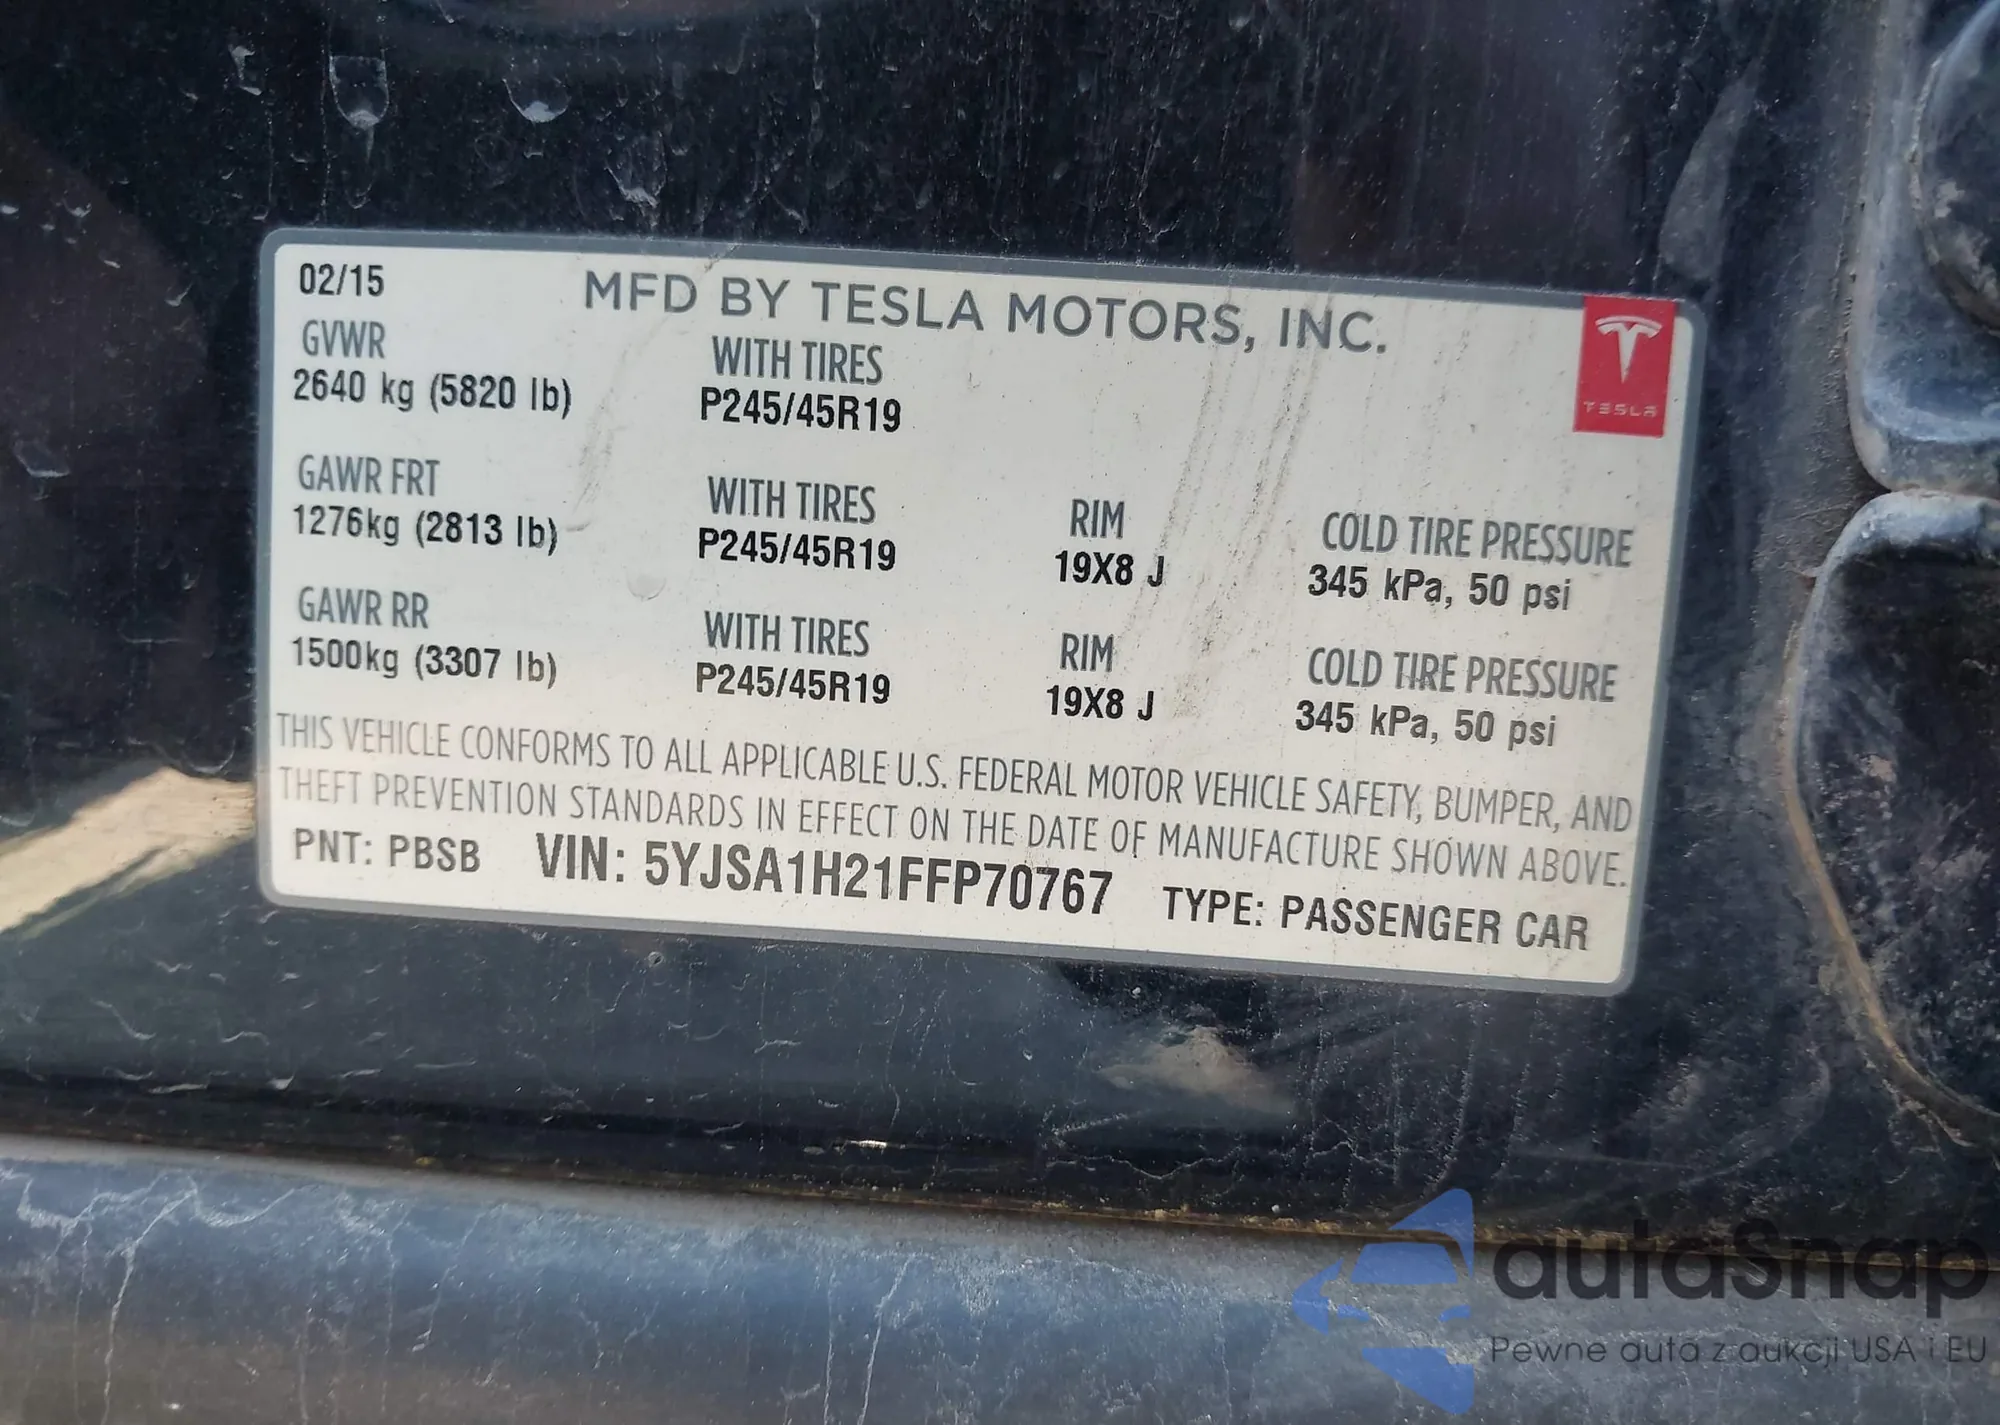 02/15 MFD BY TESLA MOTORS, INC.
TESLA
GVWR WITH TIRES
2640 kg (5820 lb) P245/45R19
GAWR FRT WITH TIRES RIM COLD TIRE PRESSURE
1276kg (2813 lb) P245/45R19 19X8 J 345 kPa, 50 psi
GAWR RR WITH TIRES RIM COLD TIRE PRESSURE
1500kg (3307 lb) P245/45R19 19X8 J 345 kPa, 50 psi
THIS VEHICLE CONFORMS TO ALL APPLICABLE U.S. FEDERAL MOTOR VEHICLE SAFETY, BUMPER, AND
THEFT PREVENTION STANDARDS IN EFFECT ON THE DATE OF MANUFACTURE SHOWN ABOVE.
PNT: PBSB VIN: 5YJSA1H21FFP70767 TYPE: PASSENGER CAR
autaSnap
Pewne auta z aukcji USA i EU